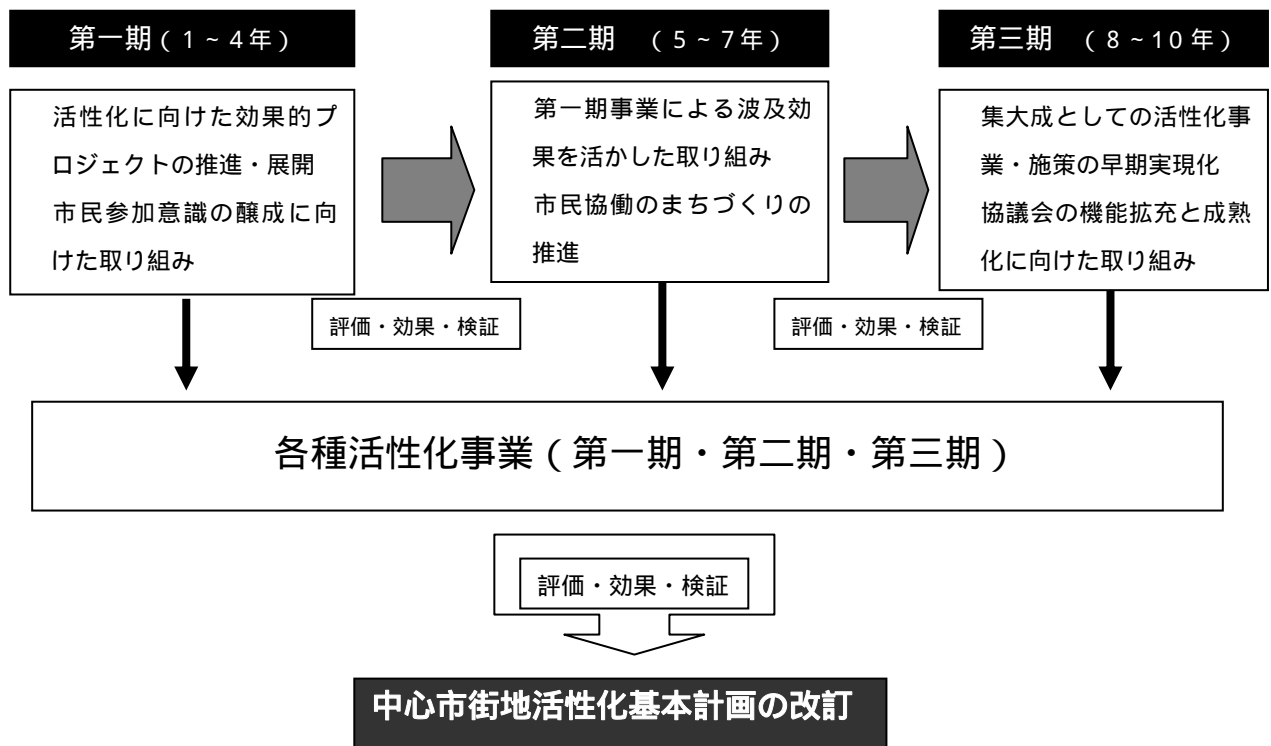 第一期(1~4年)
活性化に向けた効果的プ
ロジェクトの推進・展開
市民参加意識の醸成に向
けた取り組み
第二期 (5~7年)
第一期事業による波及効
果を活かした取り組み
市民協働のまちづくりの
推進
第三期 (8~10年)
集大成としての活性化事
業・施策の早期実現化
協議会の機能拡充と成熟
化に向けた取り組み
評価・効果・検証
評価・効果・検証
各種活性化事業(第一期・第二期・第三期)
評価・効果・検証
中心市街地活性化基本計画の改訂